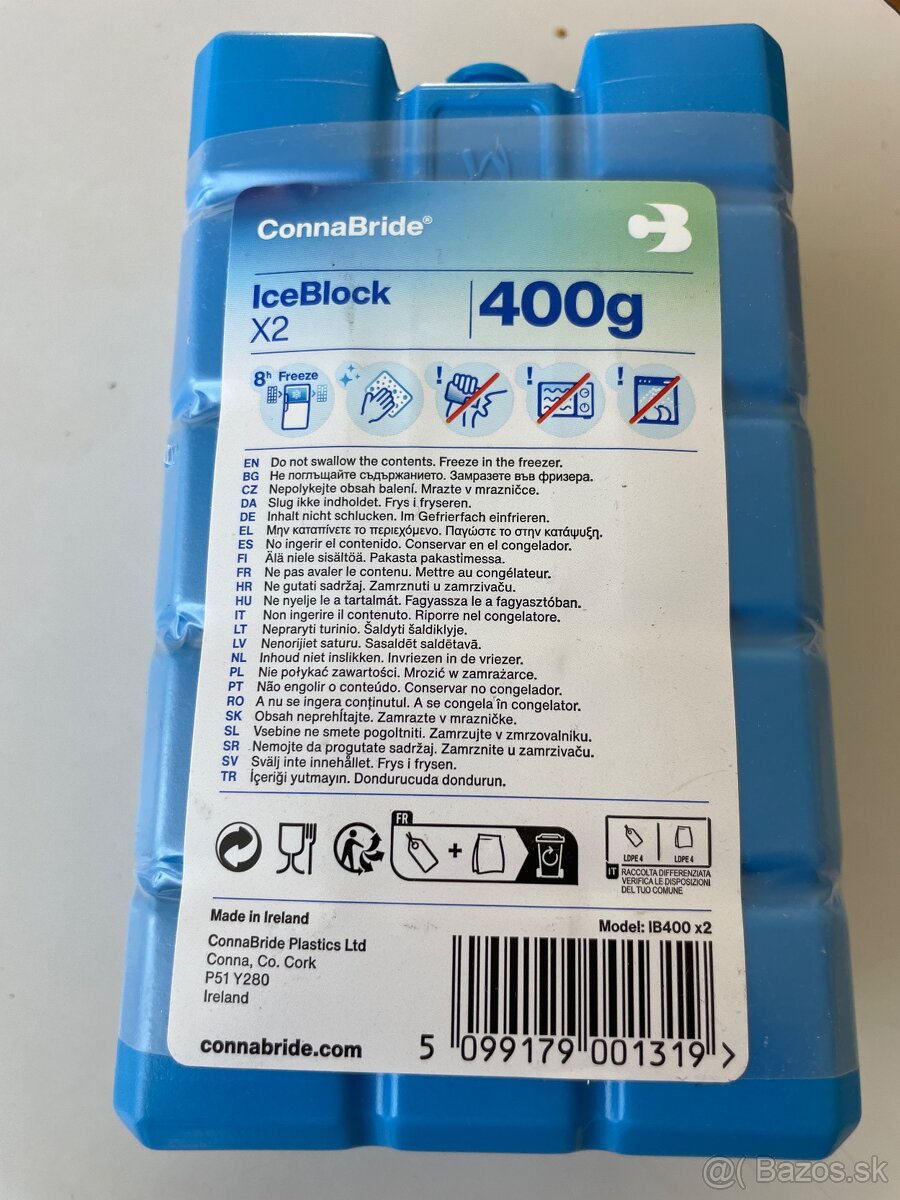 ConnaBride®
IceBlock
X2
400g
8h Freeze
! ! !
EN Do not swallow the contents. Freeze in the freezer.
BG Не поглъщайте съдържанието. Замразете във фризера.
CZ Nepolykejte obsah balení. Mrazte v mrazničce.
DA Slug ikke indholdet. Frys i fryseren.
DE Inhalt nicht schlucken. Im Gefrierfach einfrieren.
EL Μην καταπίνετε το περιεχόμενο. Παγώστε το στην κατάψυξη.
ES No ingerir el contenido. Conservar en el congelador.
FI Älä niele sisältöä. Pakasta pakastimessa.
FR Ne pas avaler le contenu. Mettre au congélateur.
HR Ne gutati sadržaj. Zamrznuti u zamrzivaču.
HU Ne nyelje le a tartalmát. Fagyassza le a fagyasztóban.
IT Non ingerire il contenuto. Riporre nel congelatore.
LT Nepraryti turinio. Šaldyti šaldiklyje.
LV Nenorijiet saturu. Sasaldēt saldētavā.
NL Inhoud niet inslikken. Invriezen in de vriezer.
PL Nie połykać zawartości. Mrozić w zamrażarce.
PT Não engolir o conteúdo. Conservar no congelador.
RO A nu se ingera conținutul. A se congela în congelator.
SK Obsah neprehĺtajte. Zamrazte v mrazničke.
SL Vsebine ne smete pogoltniti. Zamrzujte v zmrzovalniku.
SR Nemojte da progutate sadržaj. Zamrznite u zamrzivaču.
SV Svälj inte innehållet. Frys i frysen.
TR İçeriği yutmayın. Dondurucuda dondurun.
FR
+
LDPE 4 LDPE 4
IT RACCOLTA DIFFERENZIATA
VERIFICA LE DISPOSIZIONI
DEL TUO COMUNE
Made in Ireland
ConnaBride Plastics Ltd
Conna, Co. Cork
P51 Y280
Ireland
connabride.com
Model: IB400 x2
5 099179 001319 >
@( Bazos.sk